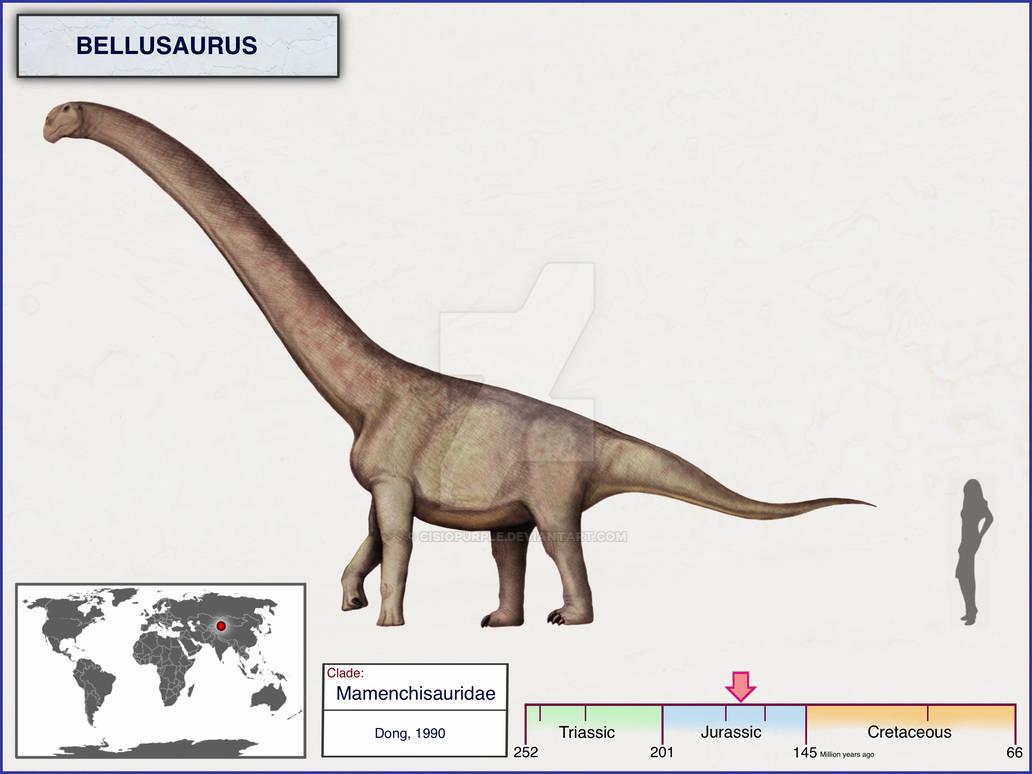 BELLUSAURUS
CISIOPURPLE.DEVIANTART.COM
Clade:
Mamenchisauridae
Dong, 1990
Triassic
Jurassic
Cretaceous
252
201
145
Million years ago
66